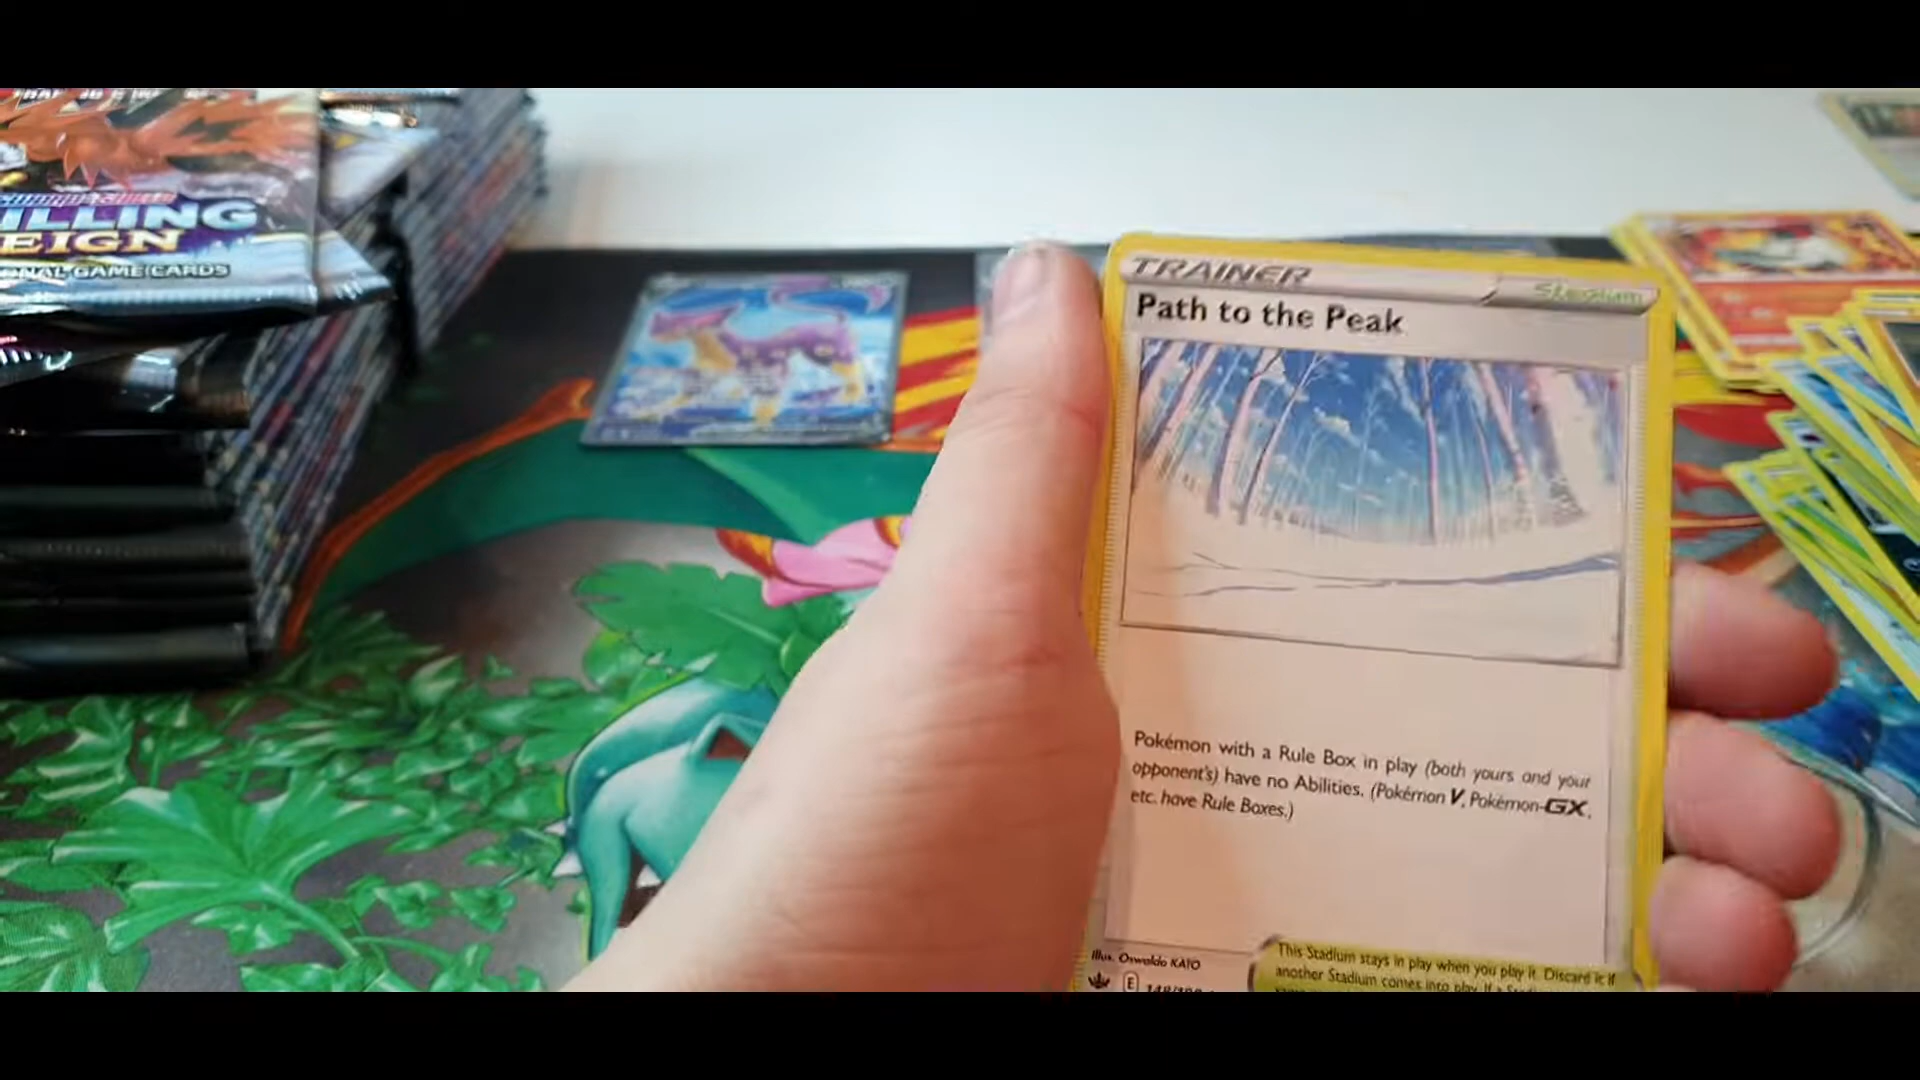 ILLING
EIGN
NAL GAME CARDS
TRAINER
Stadium
Path to the Peak
Pokémon with a Rule Box in play (both yours and your
opponent's) have no Abilities. (Pokémon V, Pokémon-GX,
etc. have Rule Boxes.)
Illus. Oswaldo KATO
This Stadium stays in play when you play it. Discard it if
another Stadium comes into play. If a
E